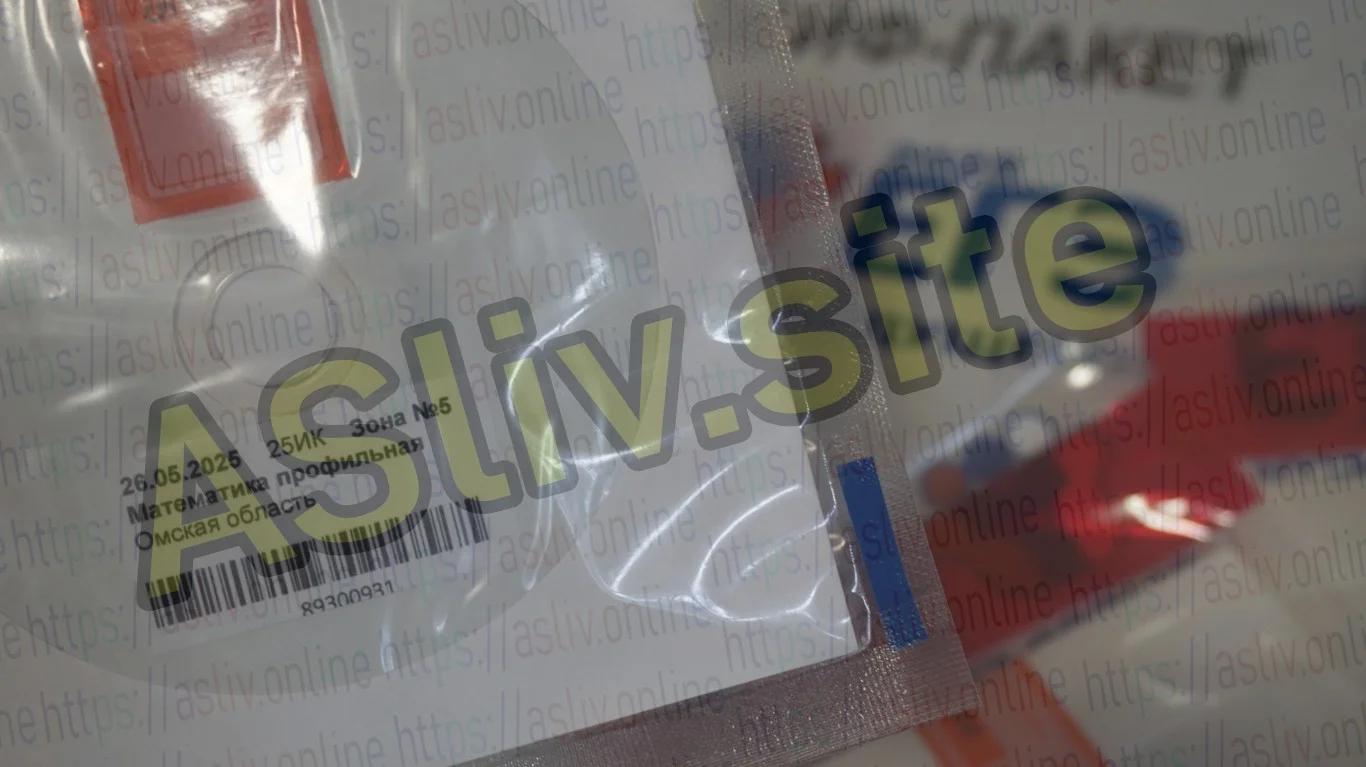 26.05.2025 25ИК Зона №5
Математика профильная
Омская область
89300931
ASliv.site
https://asliv.online